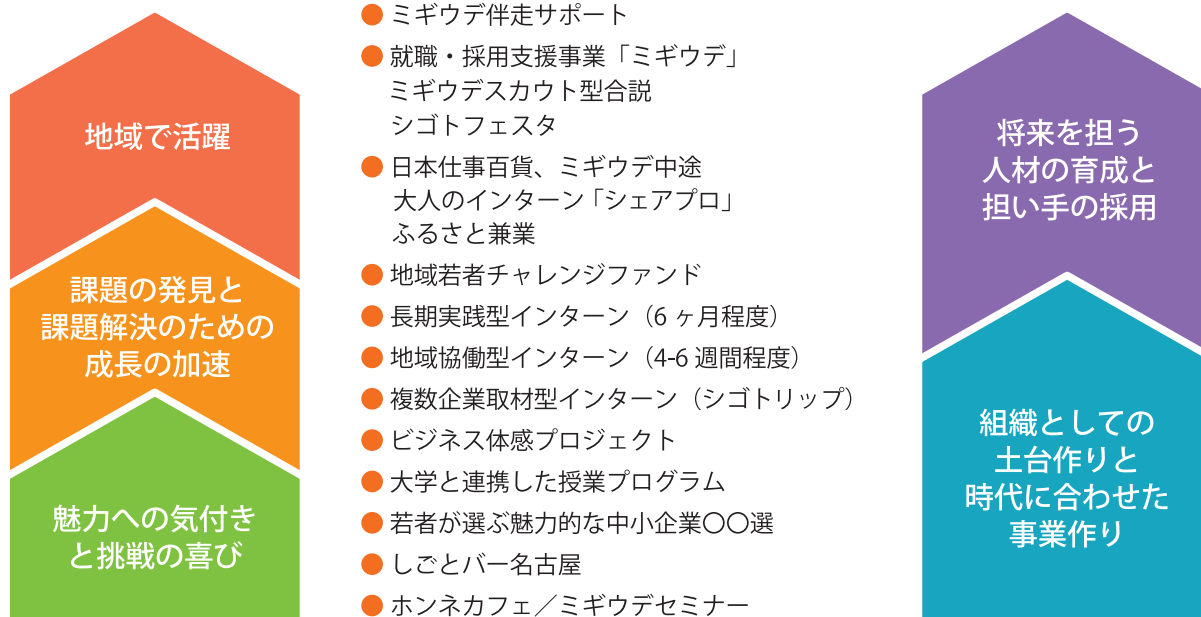 地域で活躍
課題の発見と
課題解決のための
成長の加速
魅力への気付き
と挑戦の喜び
● ミギウデ伴走サポート
● 就職・採用支援事業「ミギウデ」
ミギウデスカウト型合説
シゴトフェスタ
● 日本仕事百貨、ミギウデ中途
大人のインターン「シェアプロ」
ふるさと兼業
● 地域若者チャレンジファンド
● 長期実践型インターン（6 ヶ月程度）
● 地域協働型インターン（4-6 週間程度）
● 複数企業取材型インターン（シゴトリップ）
● ビジネス体感プロジェクト
● 大学と連携した授業プログラム
● 若者が選ぶ魅力的な中小企業〇〇選
● しごとバー名古屋
● ホンネカフェ／ミギウデセミナー
将来を担う
人材の育成と
担い手の採用
組織としての
土台作りと
時代に合わせた
事業作り